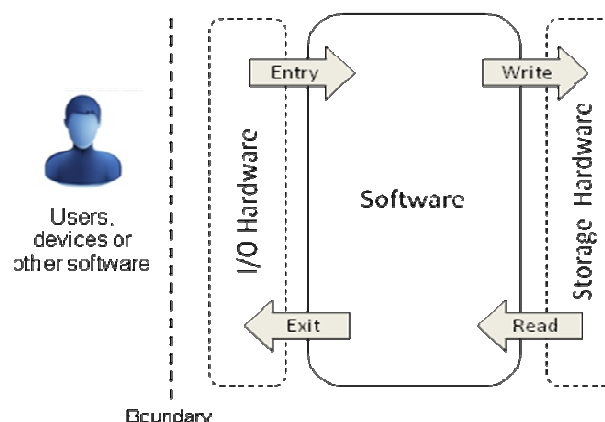 Entry
Write
I/O Hardware
Software
Storage Hardware
Users,
devices or
other software
Exit
Read
Boundary